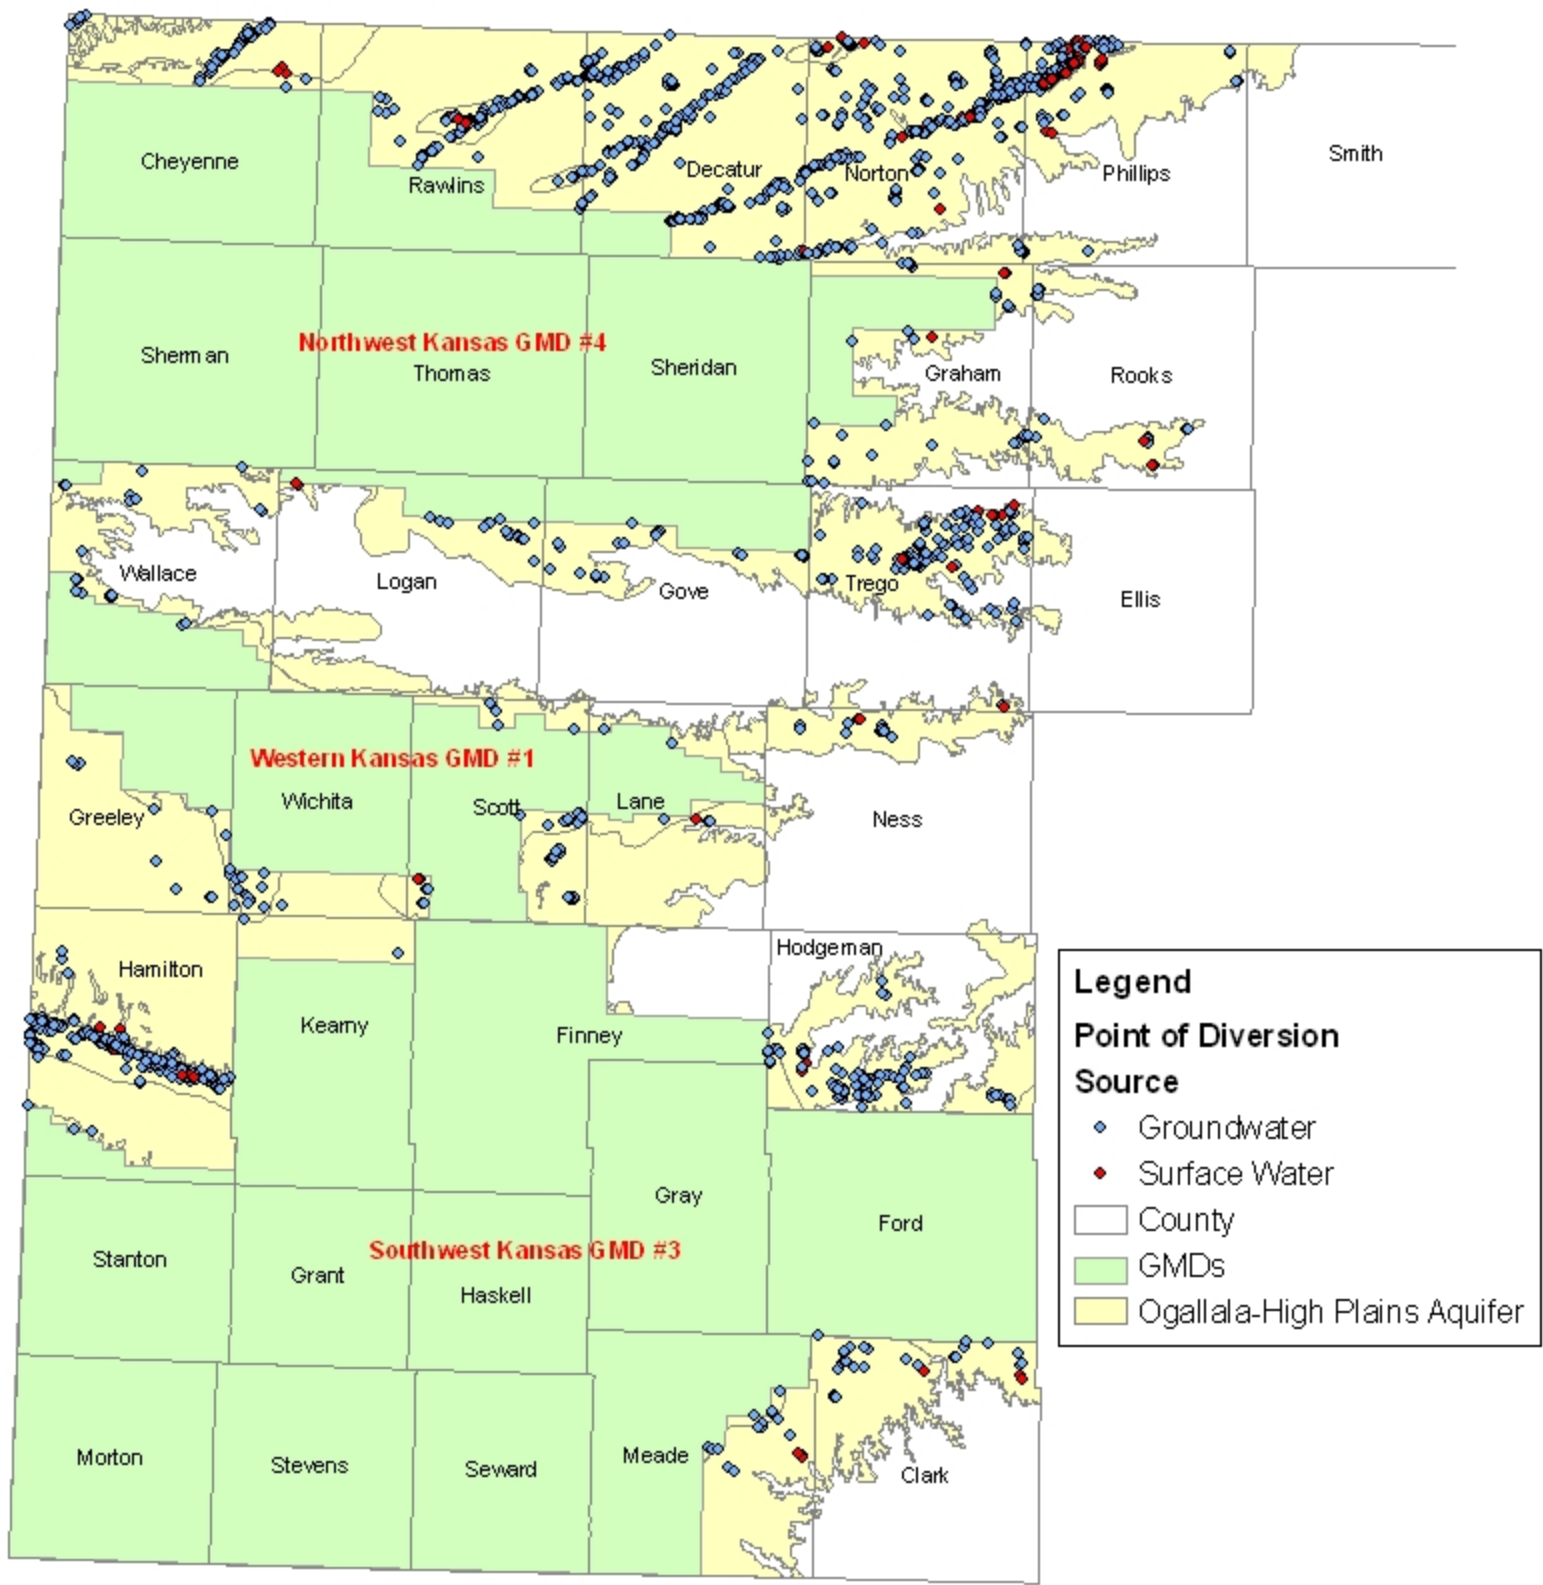 Cheyenne
Rawlins
Decatur
Norton
Phillips
Smith
Sherman
Northwest Kansas GMD #4
Thomas
Sheridan
Graham
Rooks
Wallace
Logan
Gove
Trego
Ellis
Western Kansas GMD #1
Greeley
Wichita
Scott
Lane
Ness
Hamilton
Kearny
Finney
Hodgeman
Gray
Ford
Stanton
Grant
Southwest Kansas GMD #3
Haskell
Morton
Stevens
Seward
Meade
Clark
Legend
Point of Diversion
Source
Groundwater
Surface Water
County
GMDs
Ogallala-High Plains Aquifer